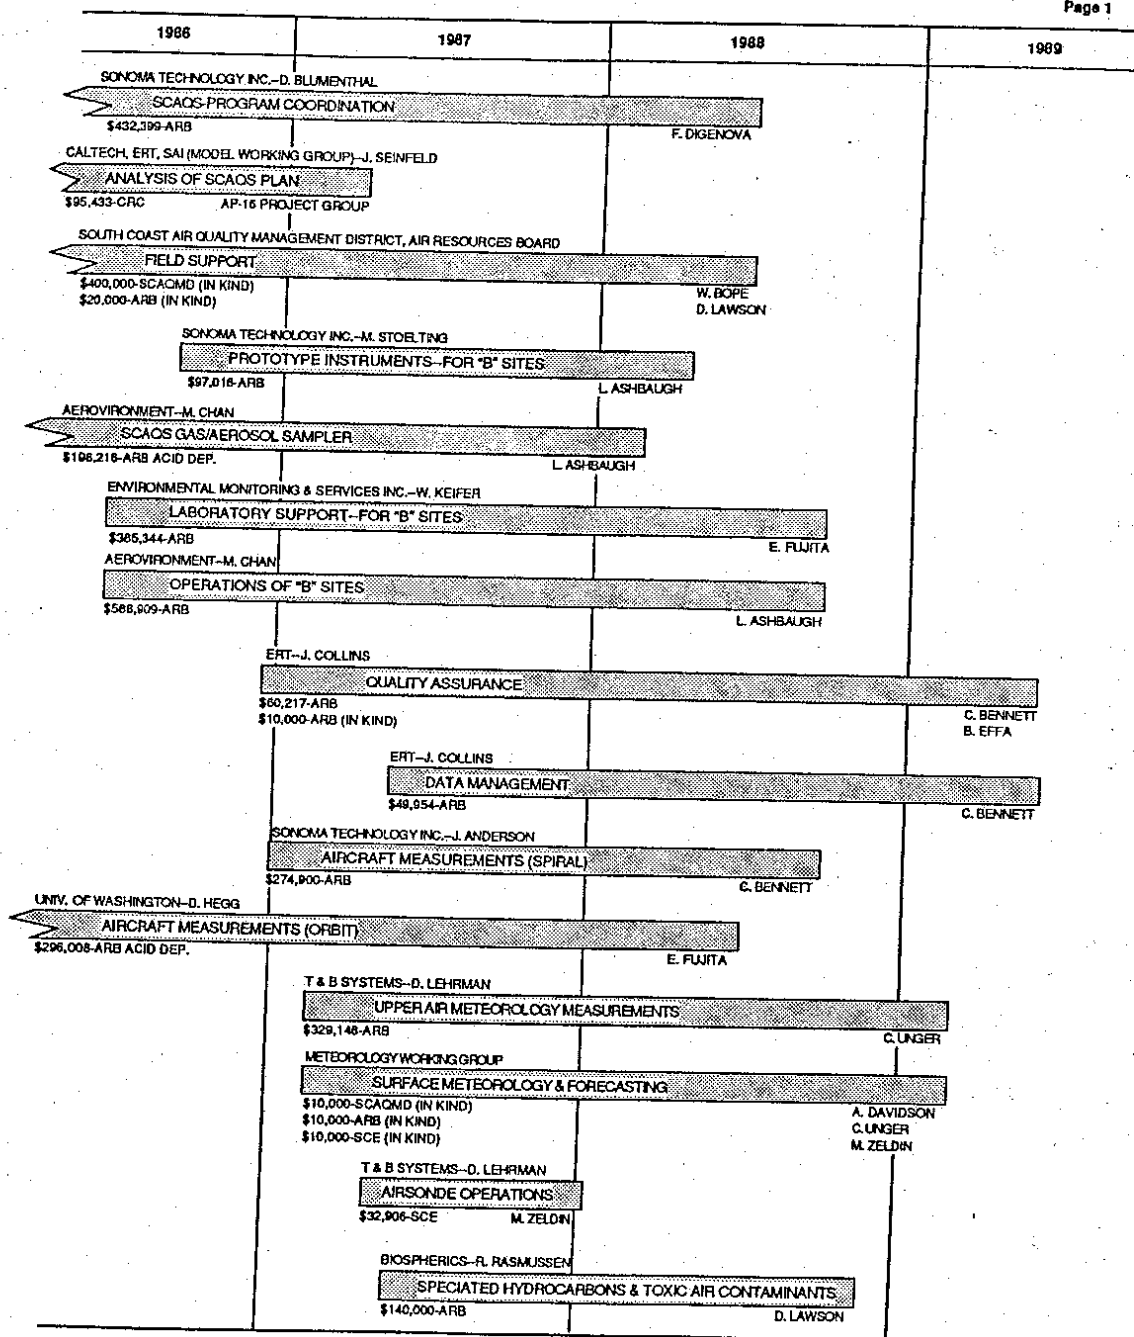 Page 1
1986 1987 1988 1989
SONOMA TECHNOLOGY INC.--D. BLUMENTHAL
SCAQS-PROGRAM COORDINATION
$432,399-ARB F. DIGENOVA
CALTECH, ERT, SAI (MODEL WORKING GROUP)--J. SEINFELD
ANALYSIS OF SCAQS PLAN
$95,433-CRC AP-16 PROJECT GROUP
SOUTH COAST AIR QUALITY MANAGEMENT DISTRICT, AIR RESOURCES BOARD
FIELD SUPPORT
$400,000-SCAQMD (IN KIND) W. BOPE
$20,000-ARB (IN KIND) D. LAWSON
SONOMA TECHNOLOGY INC.--M. STOELTING
PROTOTYPE INSTRUMENTS--FOR "B" SITES
$97,016-ARB L. ASHBAUGH
AEROVIRONMENT--M. CHAN
SCAQS GAS/AEROSOL SAMPLER
$196,216-ARB ACID DEP. L. ASHBAUGH
ENVIRONMENTAL MONITORING & SERVICES INC.--W. KEIFER
LABORATORY SUPPORT--FOR "B" SITES
$385,344-ARB E. FUJITA
AEROVIRONMENT--M. CHAN
OPERATIONS OF "B" SITES
$588,909-ARB L. ASHBAUGH
ERT--J. COLLINS
QUALITY ASSURANCE
$60,217-ARB C. BENNETT
$10,000-ARB (IN KIND) B. EFFA
ERT--J. COLLINS
DATA MANAGEMENT
$49,954-ARB C. BENNETT
SONOMA TECHNOLOGY INC.--J. ANDERSON
AIRCRAFT MEASUREMENTS (SPIRAL)
$274,900-ARB C. BENNETT
UNIV. OF WASHINGTON--D. HEGG
AIRCRAFT MEASUREMENTS (ORBIT)
$296,008-ARB ACID DEP. E. FUJITA
T & B SYSTEMS--D. LEHRMAN
UPPER AIR METEOROLOGY MEASUREMENTS
$329,148-ARB C. UNGER
METEOROLOGY WORKING GROUP
SURFACE METEOROLOGY & FORECASTING
$10,000-SCAQMD (IN KIND) A. DAVIDSON
$10,000-ARB (IN KIND) C. UNGER
$10,000-SCE (IN KIND) M. ZELDIN
T & B SYSTEMS--D. LEHRMAN
AIRSONDE OPERATIONS
$32,906-SCE M. ZELDIN
BIOSPHERICS--R. RASMUSSEN
SPECIATED HYDROCARBONS & TOXIC AIR CONTAMINANTS
$140,000-ARB D. LAWSON